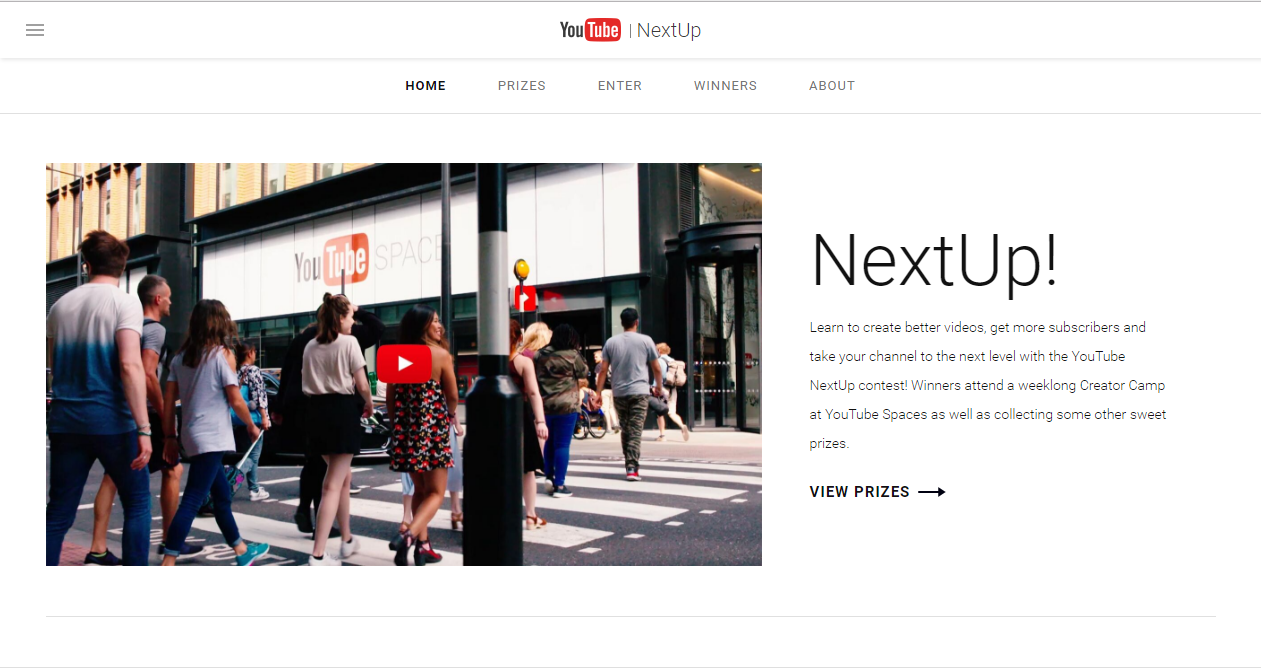 YouTube | NextUp
HOME PRIZES ENTER WINNERS ABOUT
YouTube SPACE
NextUp!
Learn to create better videos, get more subscribers and
take your channel to the next level with the YouTube
NextUp contest! Winners attend a weeklong Creator Camp
at YouTube Spaces as well as collecting some other sweet
prizes.
VIEW PRIZES